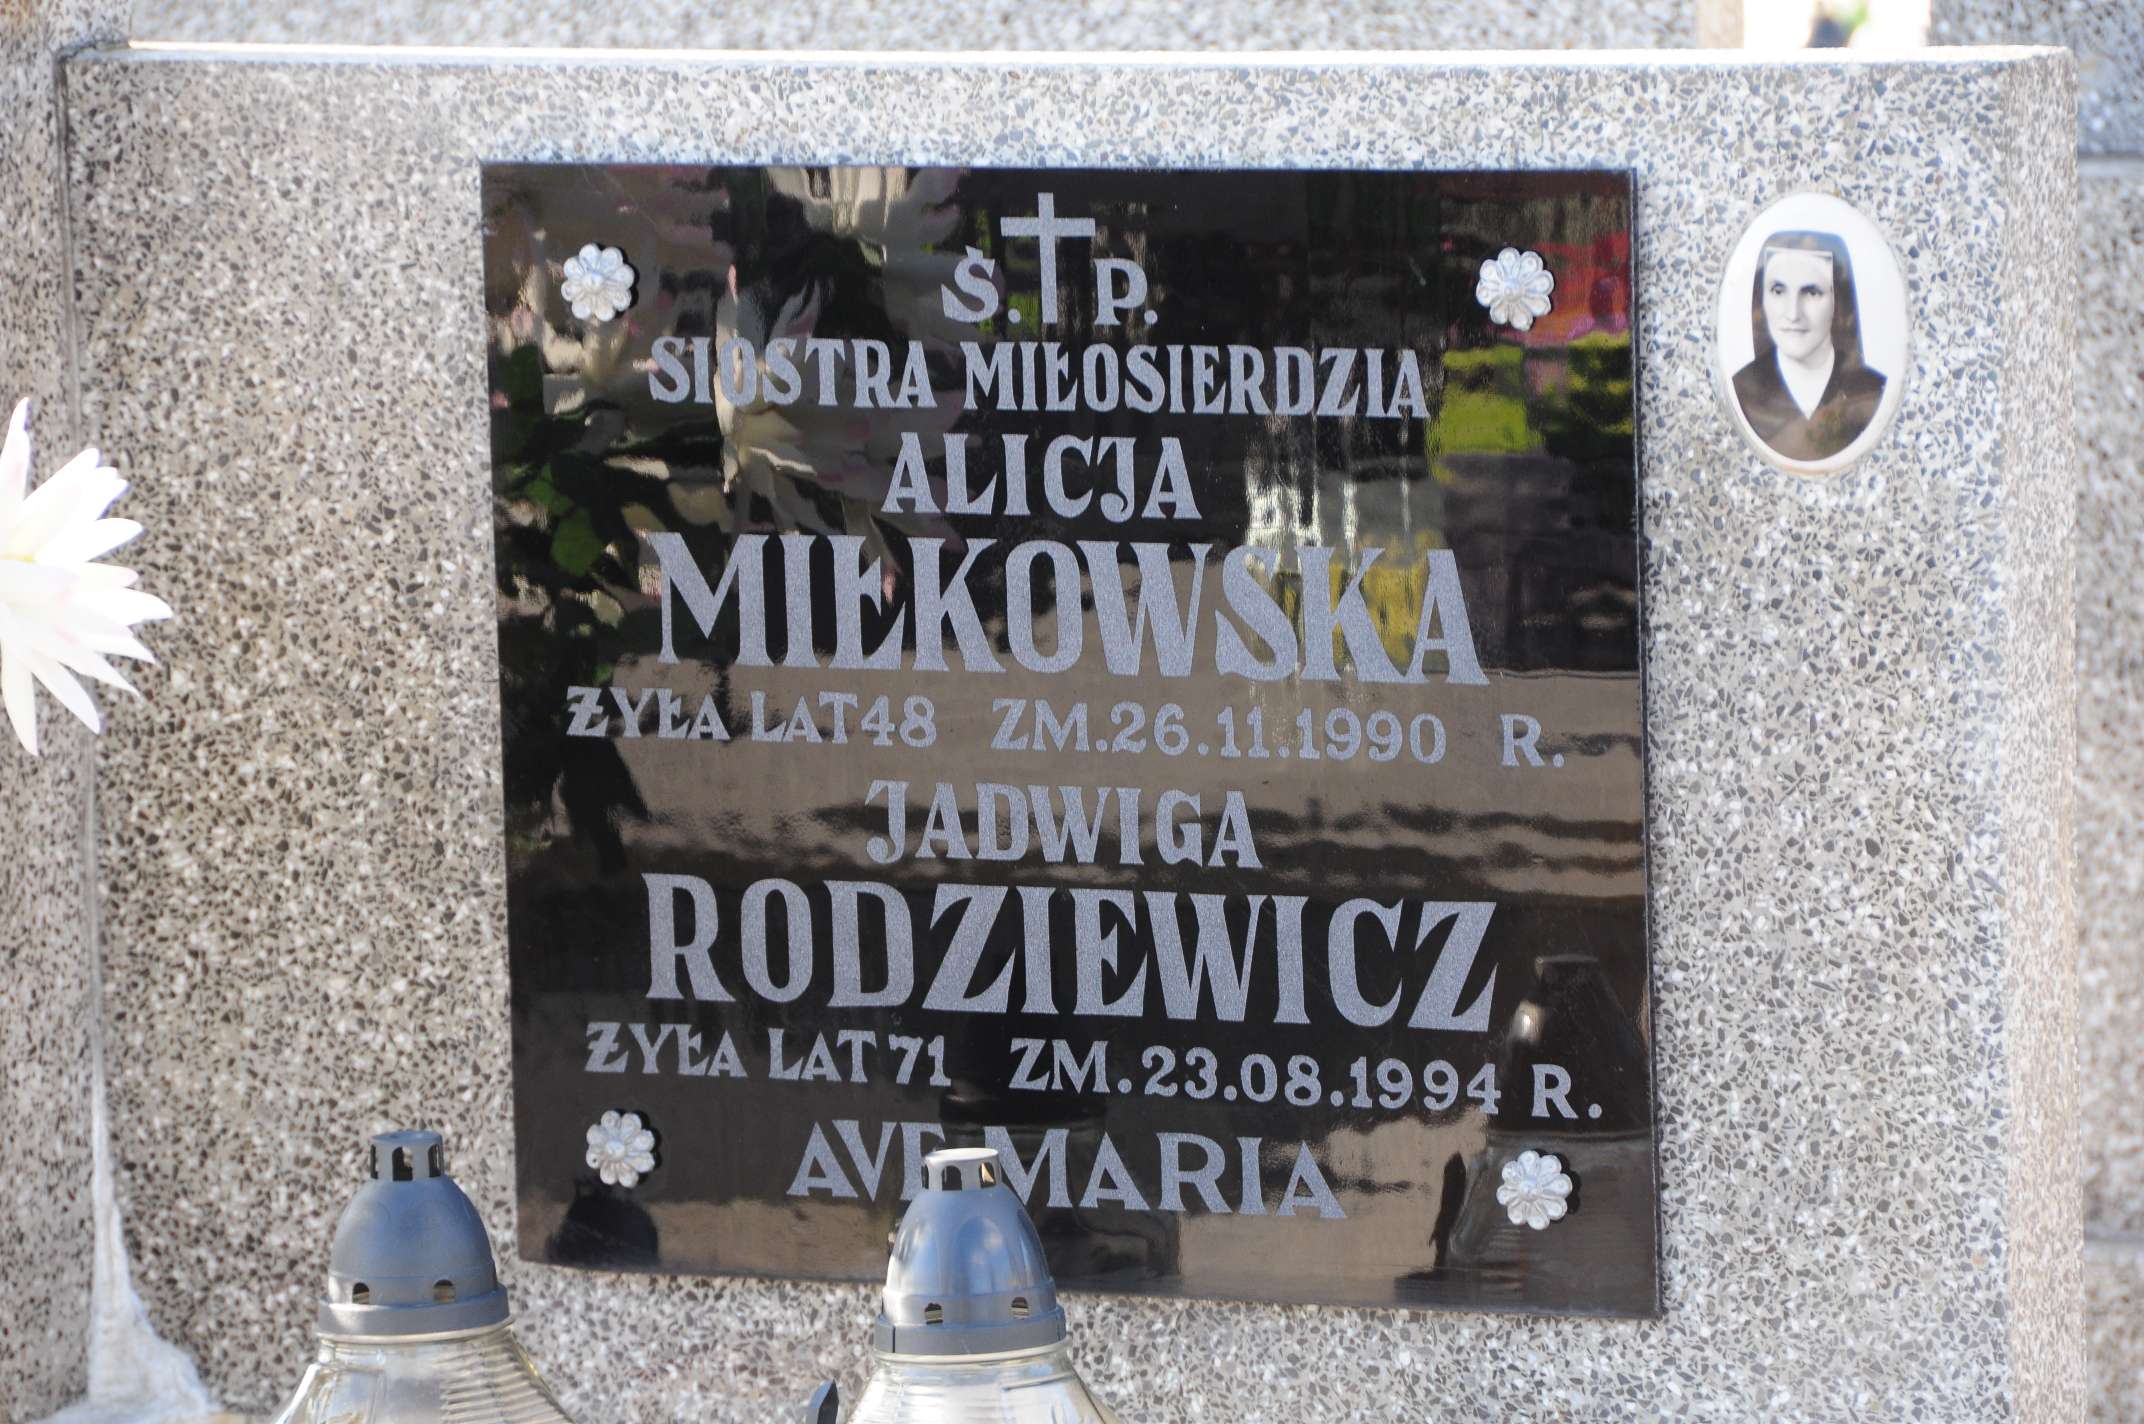 Ś. P.
SIOSTRA MIŁOSIERDZIA
ALICJA
MIŁKOWSKA
ŻYŁA LAT 48 ZM. 26.11.1990 R.
JADWIGA
RODZIEWICZ
ŻYŁA LAT 71 ZM. 23.08.1994 R.
AVE MARIA